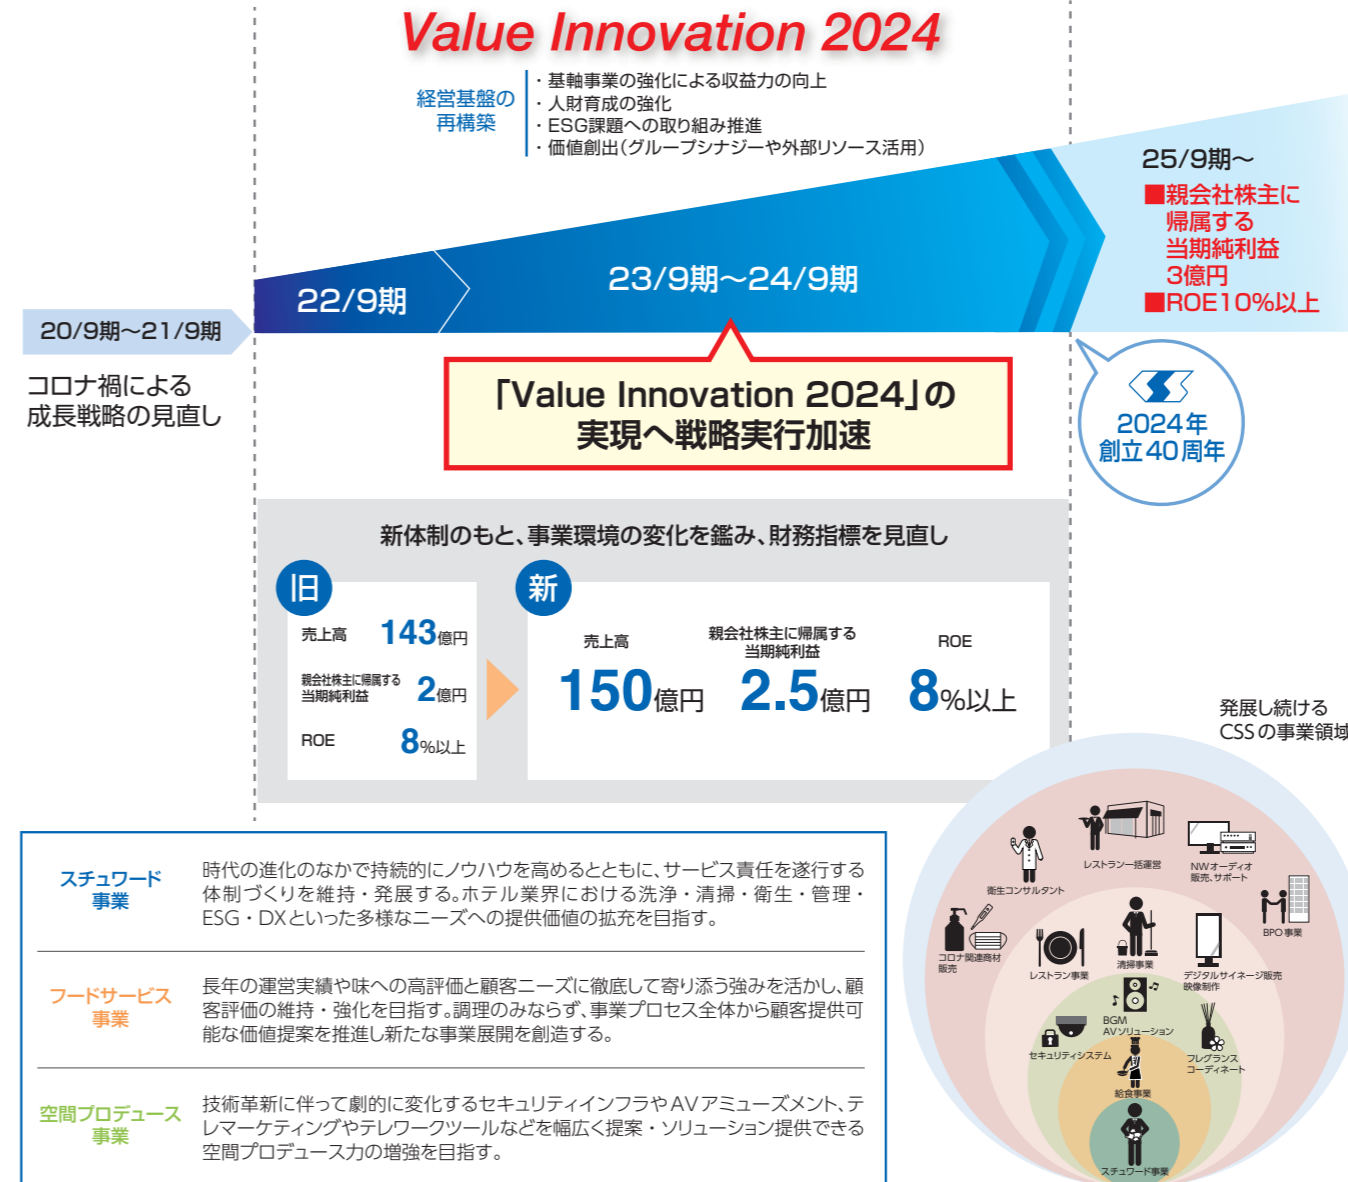 Value Innovation 2024
経営基盤の
再構築
・基軸事業の強化による収益力の向上
・人財育成の強化
・ESG課題への取り組み推進
・価値創出(グループシナジーや外部リソース活用)
20/9期～21/9期
コロナ禍による
成長戦略の見直し
22/9期
23/9期～24/9期
25/9期～
■親会社株主に
帰属する
当期純利益
3億円
■ROE10%以上
「Value Innovation 2024」の
実現へ戦略実行加速
2024年
創立40周年
新体制のもと、事業環境の変化を鑑み、財務指標を見直し
旧
売上高 143億円
親会社株主に帰属する
当期純利益 2億円
ROE 8%以上
新
売上高
150億円
親会社株主に帰属する
当期純利益
2.5億円
ROE
8%以上
スチュワード
事業
時代の進化のなかで持続的にノウハウを高めるとともに、サービス責任を遂行する
体制づくりを維持・発展する。ホテル業界における洗浄・清掃・衛生・管理・
ESG・DXといった多様なニーズへの提供価値の拡充を目指す。
フードサービス
事業
長年の運営実績や味への高評価と顧客ニーズに徹底して寄り添う強みを活かし、顧
客評価の維持・強化を目指す。調理のみならず、事業プロセス全体から顧客提供可
能な価値提案を推進し新たな事業展開を創造する。
空間プロデュース
事業
技術革新に伴って劇的に変化するセキュリティインフラやAVアミューズメント、テ
レマーケティングやテレワークツールなどを幅広く提案・ソリューション提供できる
空間プロデュース力の増強を目指す。
発展し続ける
CSSの事業領域
レストラン一括運営
NWオーディオ
販売、サポート
衛生コンサルタント
BPO事業
コロナ関連商材
販売
レストラン事業
清掃事業
デジタルサイネージ販売
映像制作
BGM
AVソリューション
セキュリティシステム
フレグランス
コーディネート
給食事業
スチュワード事業